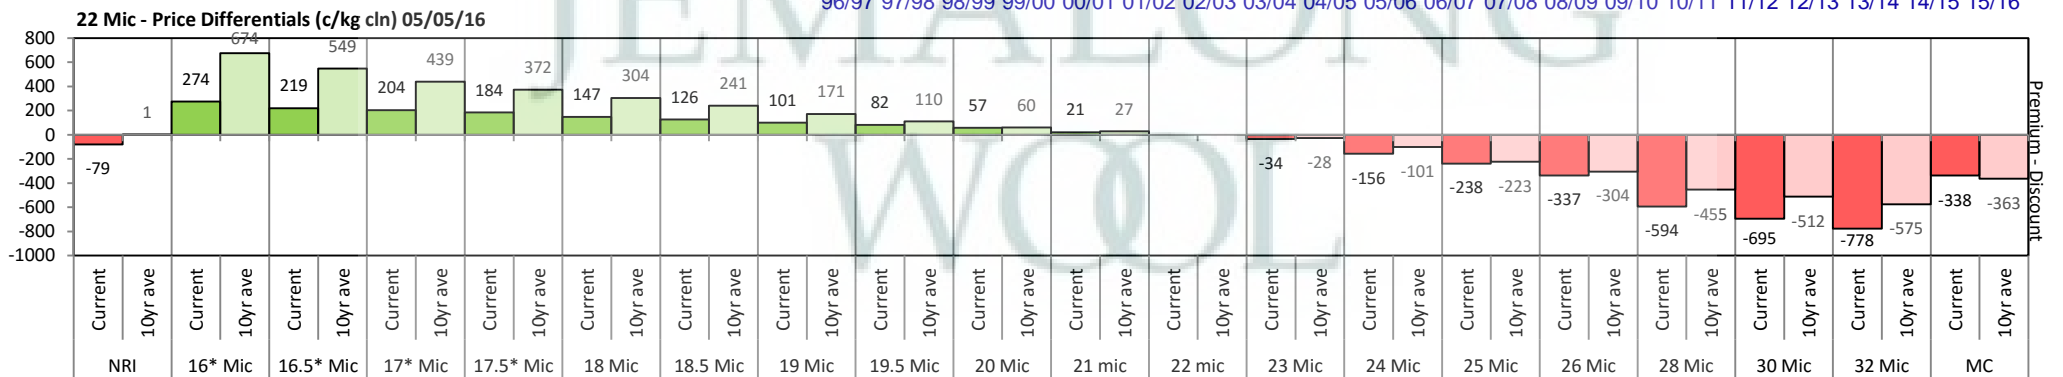 96/97 97/98 98/99 99/00 00/01 01/02 02/03 03/04 04/05 05/06 06/07 07/08 08/09 09/10 10/11 11/12 12/13 13/14 14/15 15/16
22 Mic - Price Differentials (c/kg cln) 05/05/16
JEMALONG
WOOL
800
600
400
200
0
-200
-400
-600
-800
-1000
-79 1 274 674 219 549 204 439 184 372 147 304 126 241 101 171 82 110 57 60 21 27 -34 -28 -156 -101 -238 -223 -337 -304 -594 -455 -695 -512 -778 -575 -338 -363
Premium - Discount
Current 10yr ave Current 10yr ave Current 10yr ave Current 10yr ave Current 10yr ave Current 10yr ave Current 10yr ave Current 10yr ave Current 10yr ave Current 10yr ave Current 10yr ave Current 10yr ave Current 10yr ave Current 10yr ave Current 10yr ave Current 10yr ave Current 10yr ave Current 10yr ave Current 10yr ave Current 10yr ave
NRI 16* Mic 16.5* Mic 17* Mic 17.5* Mic 18 Mic 18.5 Mic 19 Mic 19.5 Mic 20 Mic 21 mic 22 mic 23 Mic 24 Mic 25 Mic 26 Mic 28 Mic 30 Mic 32 Mic MC